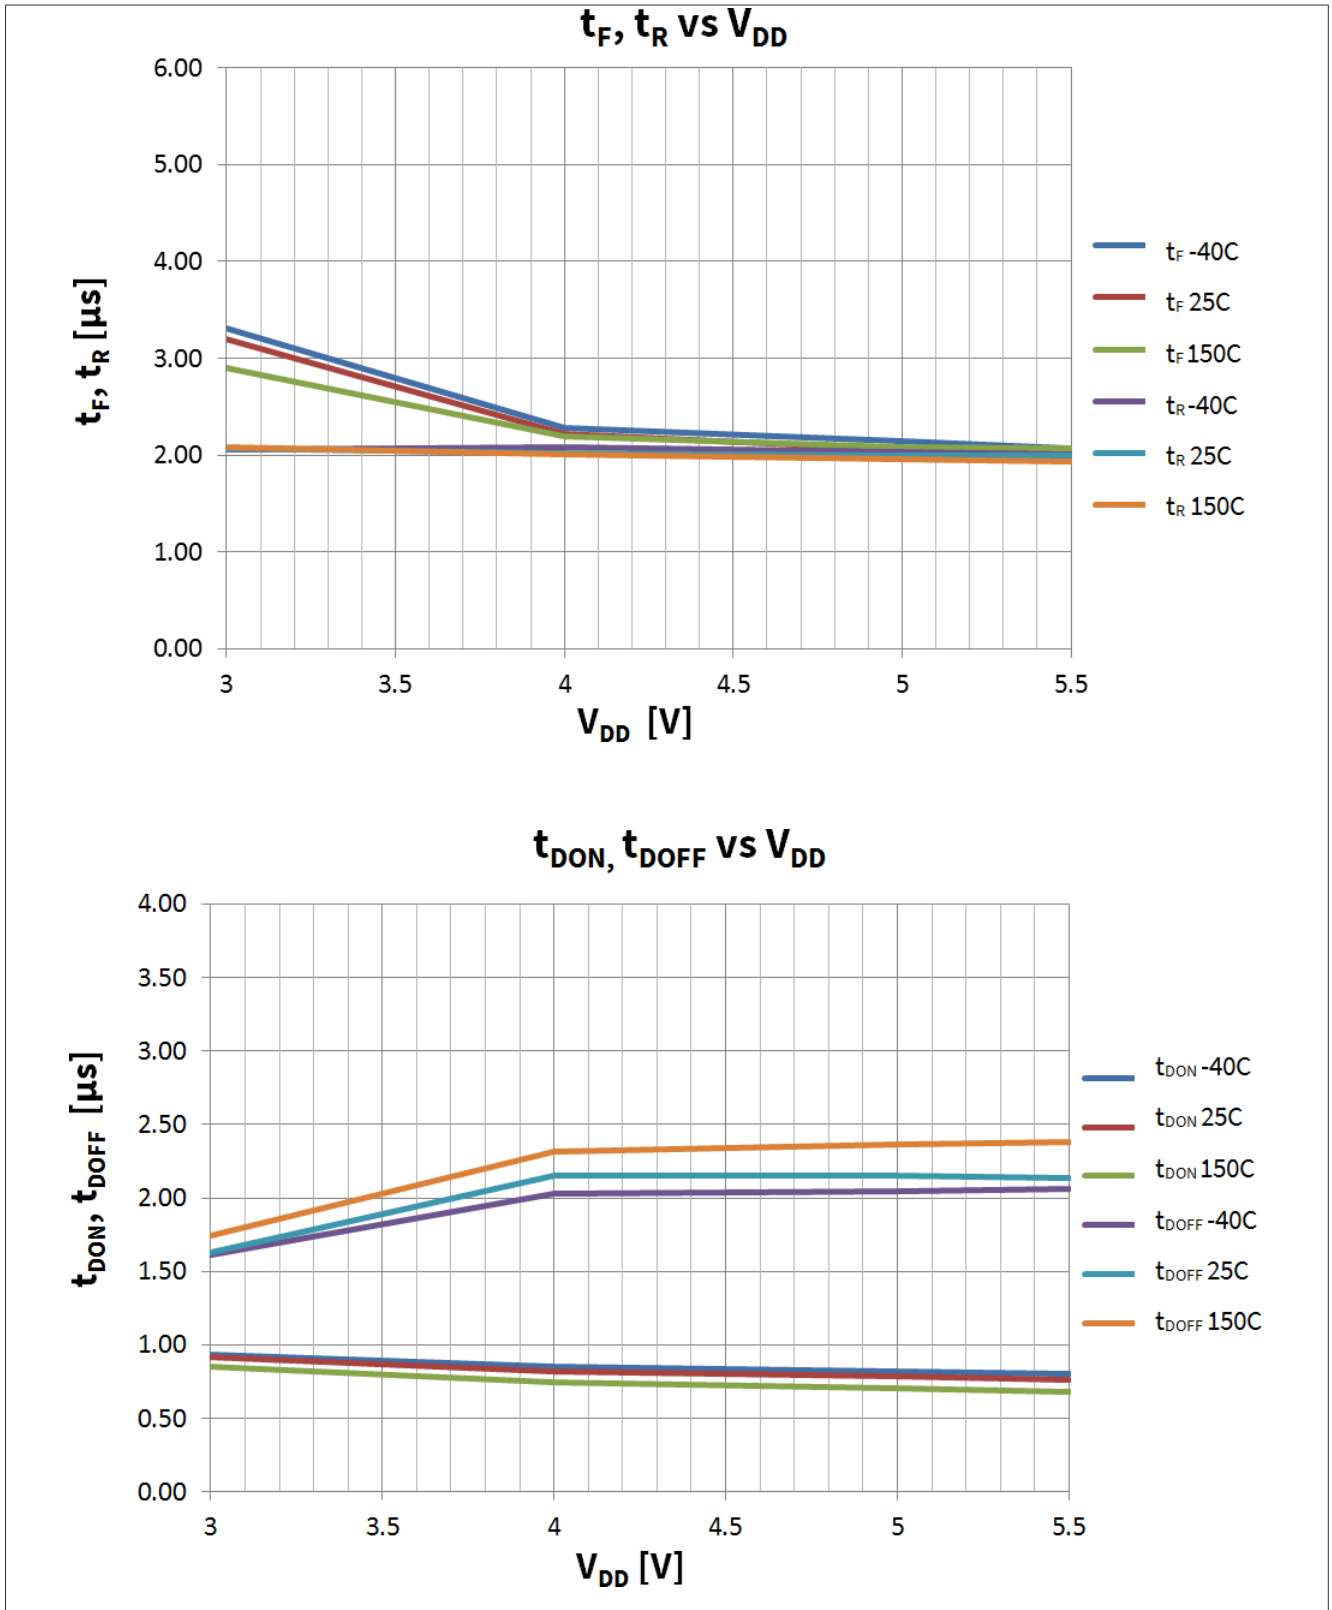 tF, tR vs VDD
6.00
5.00
4.00
3.00
2.00
1.00
0.00
tF, tR [µs]
3 3.5 4 4.5 5 5.5
VDD [V]
tF -40C
tF 25C
tF 150C
tR -40C
tR 25C
tR 150C
tDON, tDOFF vs VDD
4.00
3.50
3.00
2.50
2.00
1.50
1.00
0.50
0.00
tDON, tDOFF [µs]
3 3.5 4 4.5 5 5.5
VDD [V]
tDON -40C
tDON 25C
tDON 150C
tDOFF -40C
tDOFF 25C
tDOFF 150C